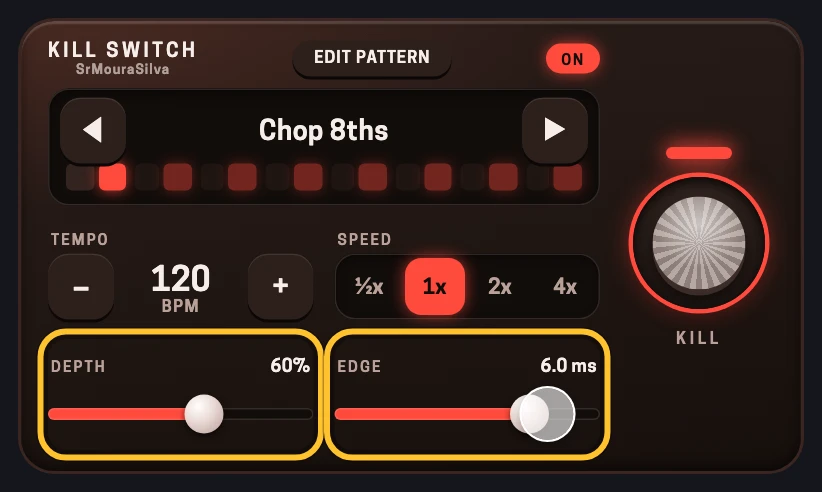 KILL SWITCH
SrMouraSilva
EDIT PATTERN
ON
Chop 8ths
TEMPO
SPEED
– 120 +
BPM
½x 1x 2x 4x
KILL
DEPTH 60%
EDGE 6.0 ms